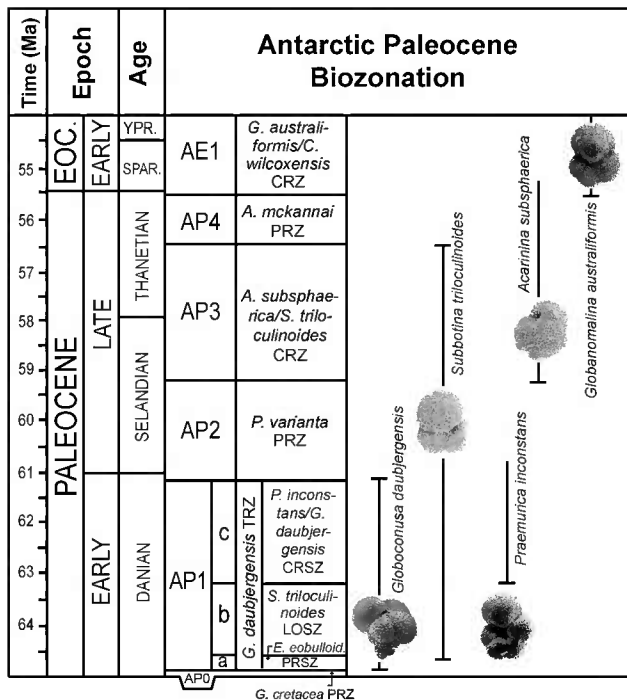 Time (Ma)
Epoch
Age
Antarctic Paleocene
Biozonation
EOC.
EARLY
YPR.
SPAR.
AE1
G. australi-
formis/C.
wilcoxensis
CRZ
55
56
57
58
59
60
61
62
63
64
PALEOCENE
LATE
EARLY
THANETIAN
SELANDIAN
DANIAN
AP4
A. mckannai
PRZ
AP3
A. subsphae-
rica/S. trilo-
culinoides
CRZ
AP2
P. varianta
PRZ
AP1
c
b
a
G. daubjergensis TRZ
P.incons-
tans/G.
daubjer-
gensis
CRSZ
S. triloculi-
noides
LOSZ
E. eobulloid.
PRSZ
AP0
G. cretacea PRZ
Globoconusa daubjergensis
Subbotina triloculinoides
Praemurica inconstans
Acarinina subsphaerica
Globanomalina australiformis